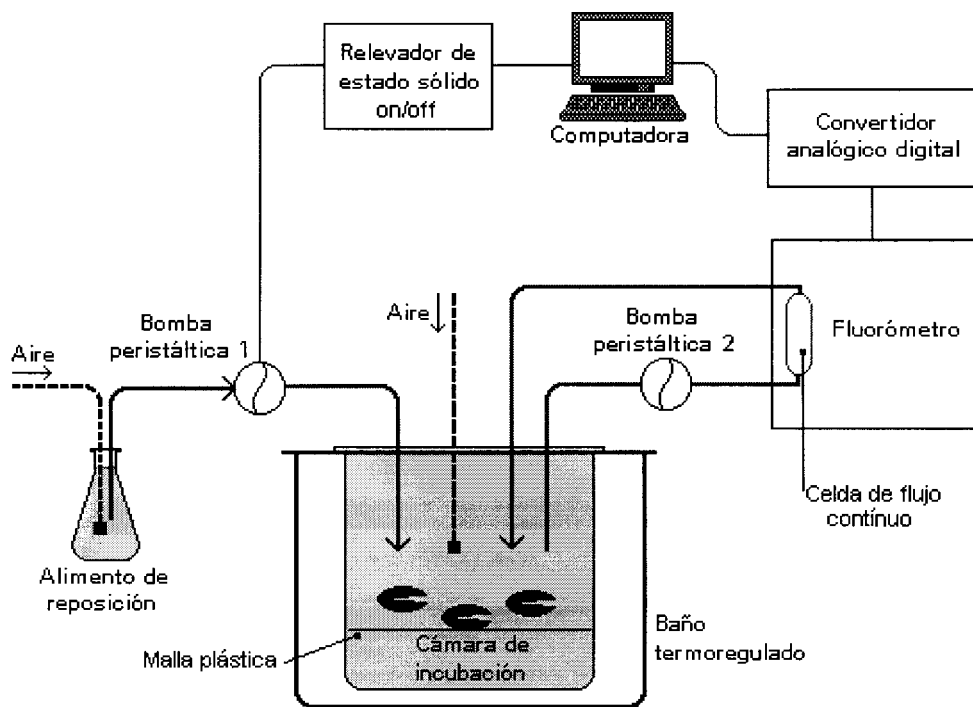 Relevador de
estado sólido
on/off
Computadora
Convertidor
analógico digital
Aire
Bomba
peristáltica 1
Aire
Bomba
peristáltica 2
Fluorómetro
Celda de flujo
contínuo
Alimento de
reposición
Malla plástica
Cámara de
incubación
Baño
termoregulado